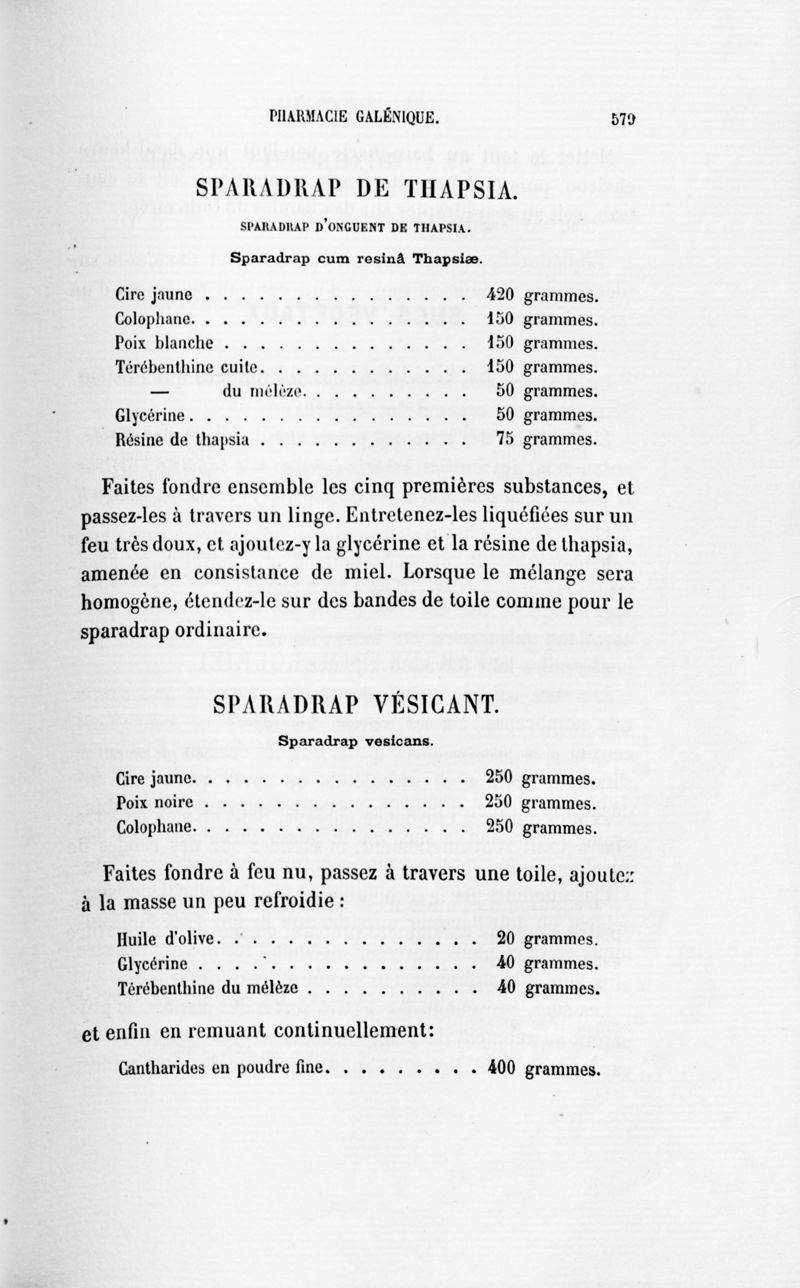 PHARMACIE GALÉNIQUE. 579
SPARADRAP DE THAPSIA.
SPARADRAP D'ONGUENT DE THAPSIA.
Sparadrap cum resinâ Thapsiæ.
Cire jaune . . . . . . . . . . . . . . . . 420 grammes.
Colophane. . . . . . . . . . . . . . . . 150 grammes.
Poix blanche . . . . . . . . . . . . . . 150 grammes.
Térébenthine cuite. . . . . . . . . . . . 150 grammes.
— du mélèze. . . . . . . . . . 50 grammes.
Glycérine . . . . . . . . . . . . . . . . 50 grammes.
Résine de thapsia . . . . . . . . . . . . 75 grammes.
Faites fondre ensemble les cinq premières substances, et
passez-les à travers un linge. Entretenez-les liquéfiées sur un
feu très doux, et ajoutez-y la glycérine et la résine de thapsia,
amenée en consistance de miel. Lorsque le mélange sera
homogène, étendez-le sur des bandes de toile comme pour le
sparadrap ordinaire.
SPARADRAP VÉSICANT.
Sparadrap vesicans.
Cire jaune. . . . . . . . . . . . . . . . 250 grammes.
Poix noire . . . . . . . . . . . . . . . 250 grammes.
Colophane. . . . . . . . . . . . . . . . 250 grammes.
Faites fondre à feu nu, passez à travers une toile, ajoutez
à la masse un peu refroidie :
Huile d'olive. . . . . . . . . . . . . . . 20 grammes.
Glycérine . . . . . . . . . . . . . . . . 40 grammes.
Térébenthine du mélèze . . . . . . . . . . 40 grammes.
et enfin en remuant continuellement:
Cantharides en poudre fine. . . . . . . . . 400 grammes.